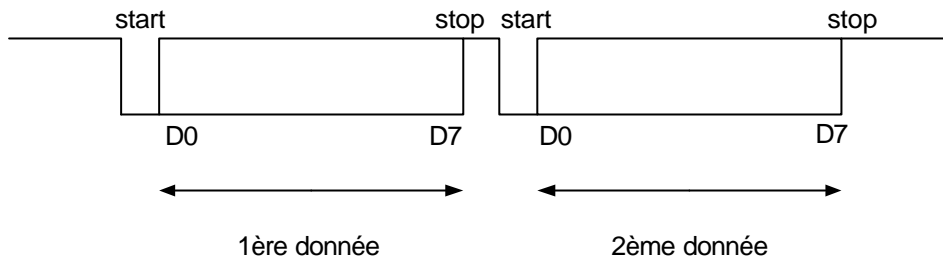 start stop start stop
D0 D7 D0 D7
1ère donnée 2ème donnée